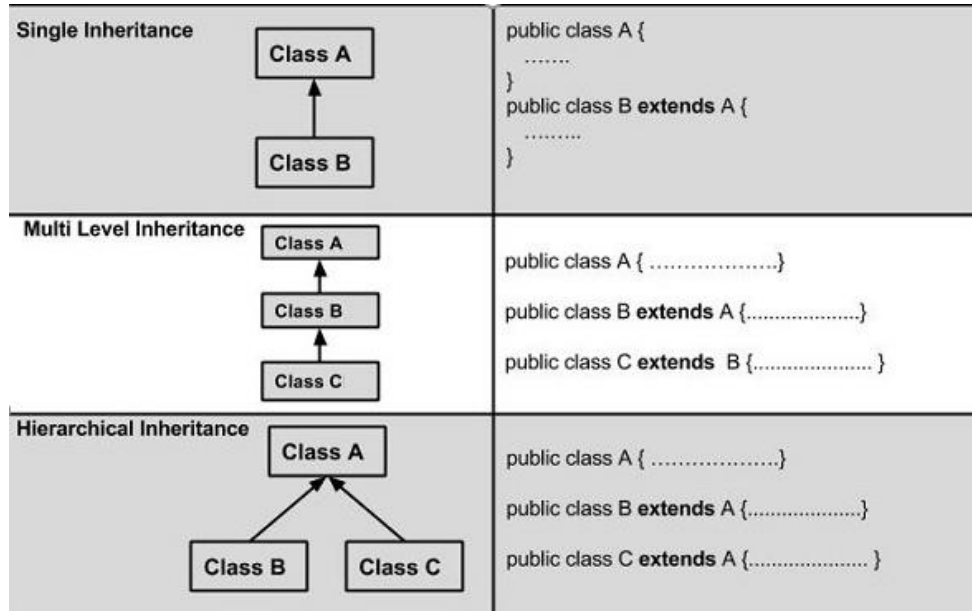 Single Inheritance
Class A
Class B
public class A {
…….
}
public class B extends A {
……...
}
Multi Level Inheritance
Class A
Class B
Class C
public class A { ………………..}
public class B extends A {....................}
public class C extends  B {...................... }
Hierarchical Inheritance
Class A
Class B
Class C
public class A { ………………..}
public class B extends A {....................}
public class C extends A {...................... }